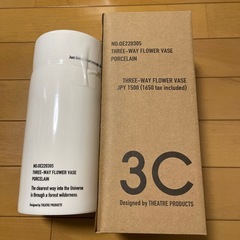 NO.OE220305
THREE-WAY FLOWER VASE
PORCELAIN
The clearest way into the Universe
is through a forest wilderness.
Designed by THEATRE PRODUCTS
NO.OE220305
THREE-WAY FLOWER VASE
PORCELAIN
THREE-WAY FLOWER VASE
JPY 1500 (1650 tax included)
3C
Designed by THEATRE PRODUCTS